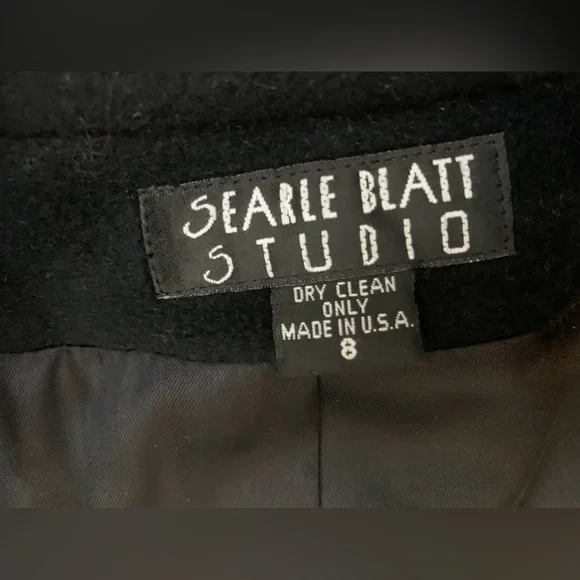 SEARLE BLATT
STUDIO
DRY CLEAN
ONLY
MADE IN U.S.A.
8